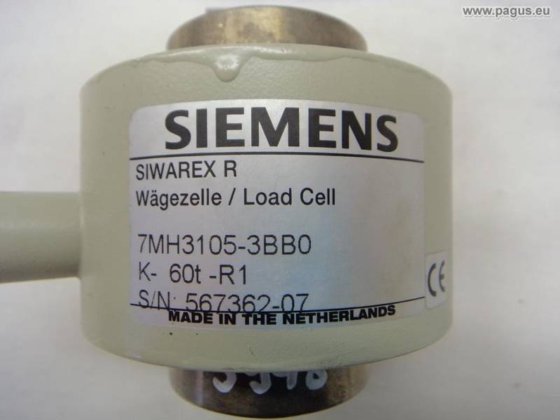 www.pagus.eu
SIEMENS
SIWAREX R
Wägezelle / Load Cell
7MH3105-3BB0
K- 60t -R1
S/N: 567362-07
MADE IN THE NETHERLANDS
CE